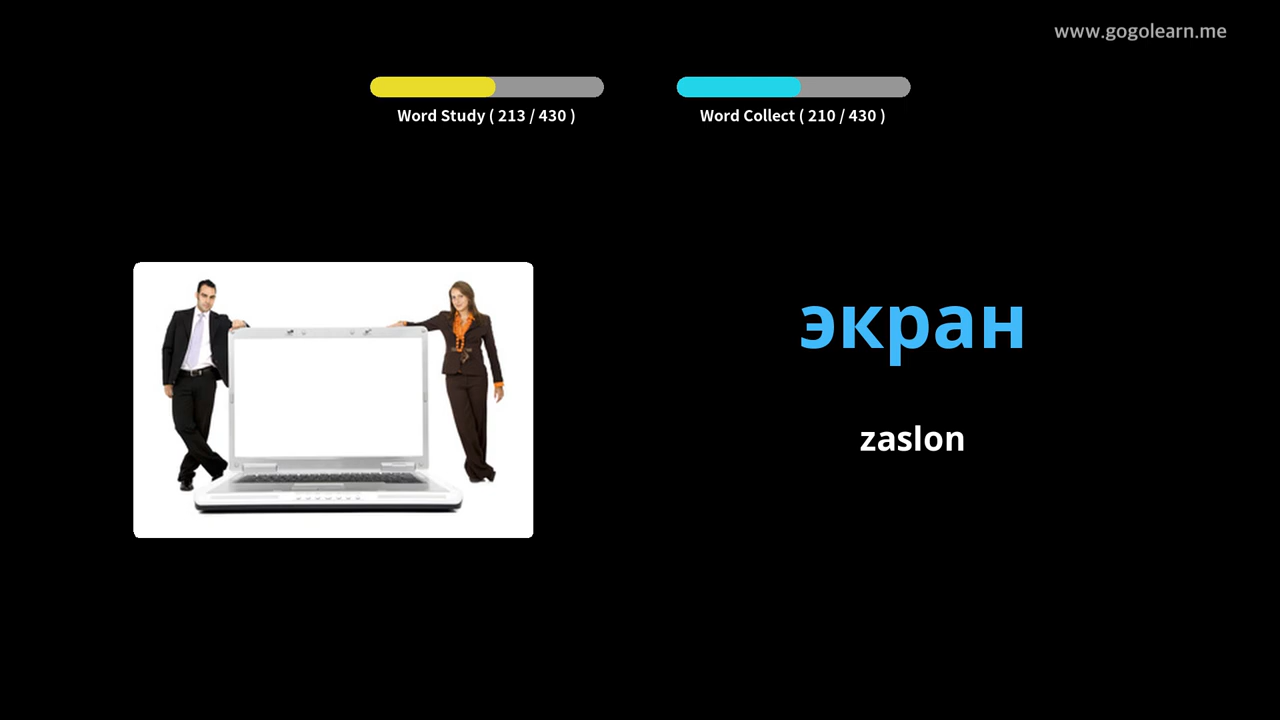 www.gogolearn.me
Word Study ( 213 / 430 )
Word Collect ( 210 / 430 )
экран
zaslon